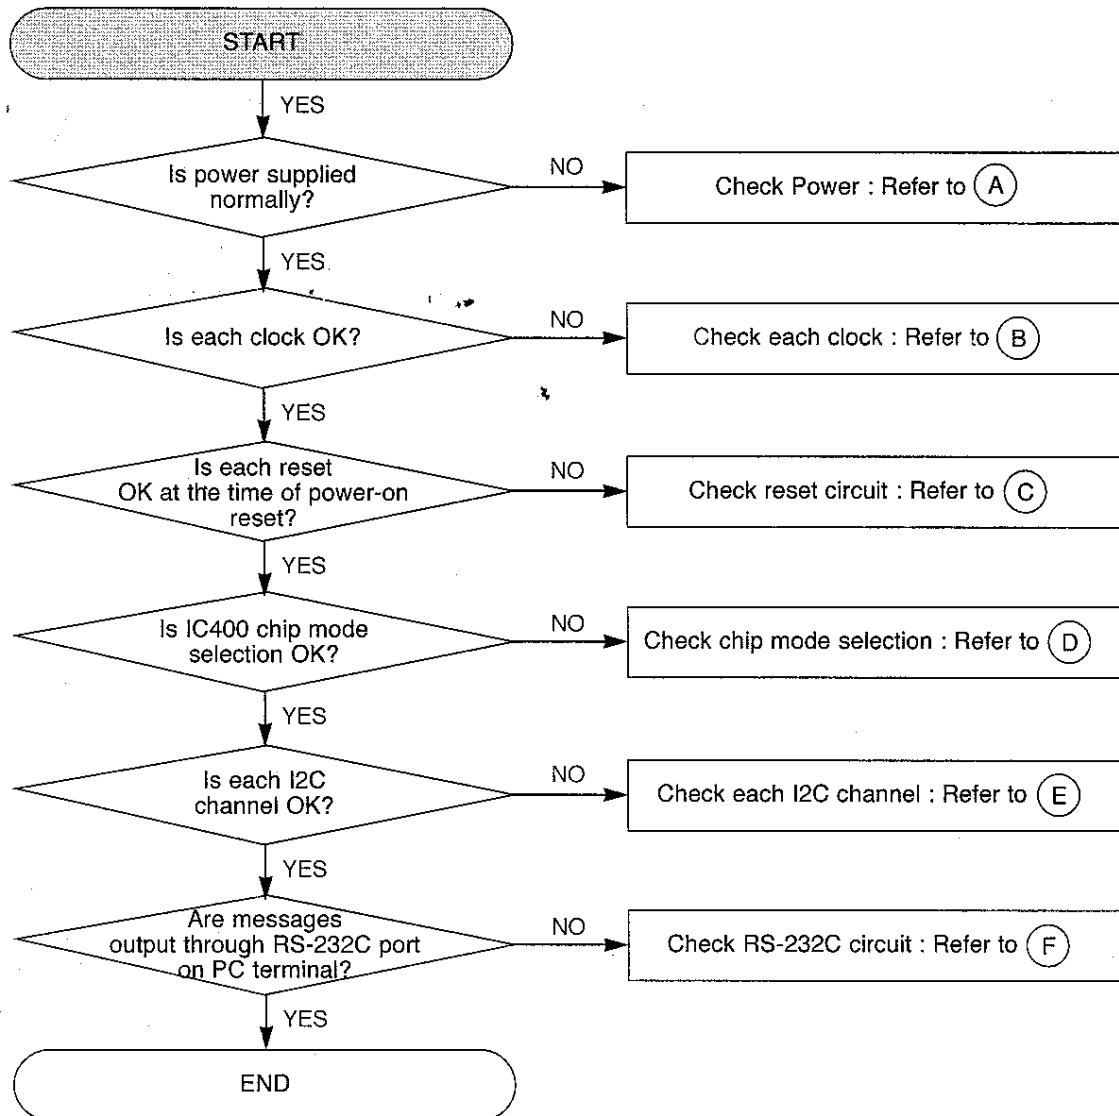 START
YES
Is power supplied
normally?
NO
Check Power : Refer to A
YES
Is each clock OK?
NO
Check each clock : Refer to B
YES
Is each reset
OK at the time of power-on
reset?
NO
Check reset circuit : Refer to C
YES
Is IC400 chip mode
selection OK?
NO
Check chip mode selection : Refer to D
YES
Is each I2C
channel OK?
NO
Check each I2C channel : Refer to E
YES
Are messages
output through RS-232C port
on PC terminal?
NO
Check RS-232C circuit : Refer to F
YES
END